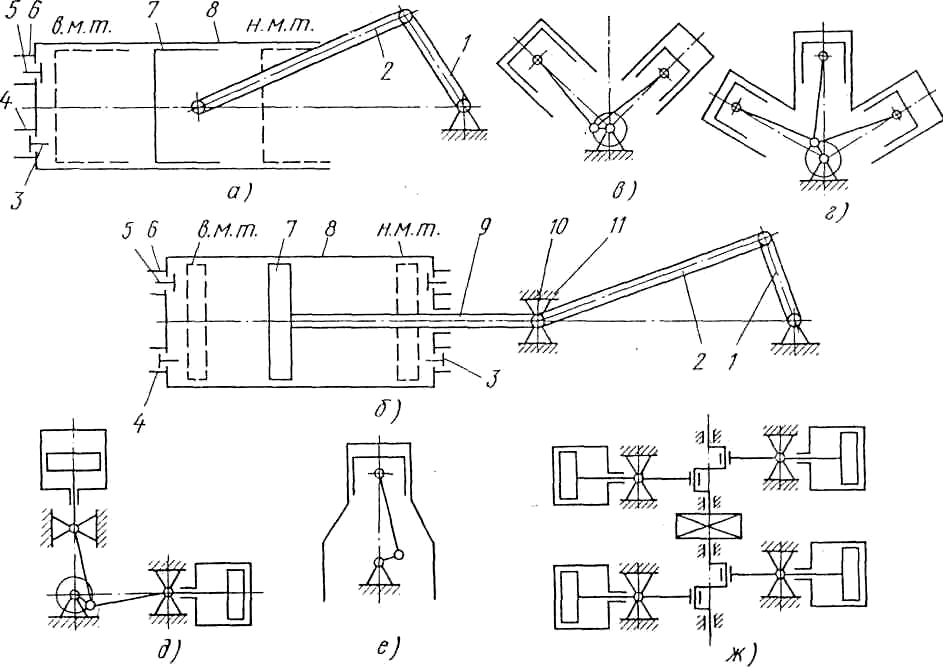 5 6 в.м.т. 7 8 н.м.т.
2 1
4
3
а)
в)
г)
5 6 в.м.т. 7 8 н.м.т. 9 10 11
4 3 2 1
б)
д)
е)
ж)